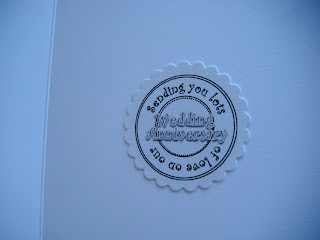 Sending you lots
of love on our
Wedding
Anniversary